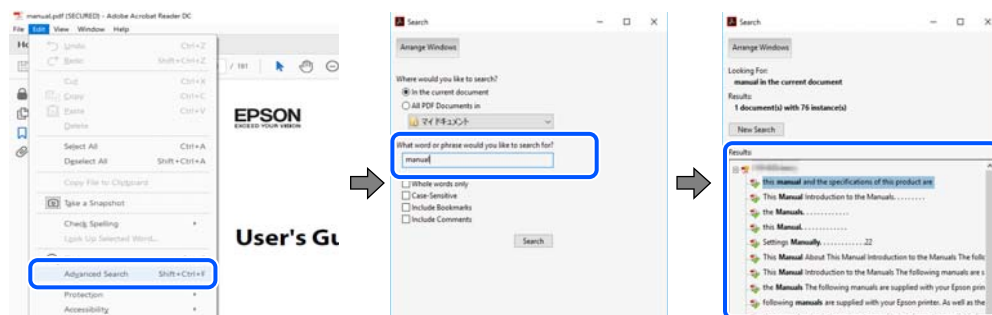 manual.pdf (SECURED) - Adobe Acrobat Reader DC
File Edit View Window Help
Undo Ctrl+Z
Redo Shift+Ctrl+Z
Cut Ctrl+X
Copy Ctrl+C
Paste Ctrl+V
Delete
Select All Ctrl+A
Deselect All Shift+Ctrl+A
Copy File to Clipboard
Take a Snapshot
Check Spelling
Look Up Selected Word...
Advanced Search Shift+Ctrl+F
Protection
Accessibility
/ 191
EPSON
EXCEED YOUR VISION
User's Gu
Search
Arrange Windows
Where would you like to search?
In the current document
All PDF Documents in
マイ ドキュメント
What word or phrase would you like to search for?
manual
Whole words only
Case-Sensitive
Include Bookmarks
Include Comments
Search
Search
Arrange Windows
Looking For:
manual in the current document
Results:
1 document(s) with 76 instance(s)
New Search
Results:
this manual and the specifications of this product are
This Manual Introduction to the Manuals. . . . . . . . .
the Manuals. . . . . . . . . . . . .
this Manual. . . . . . . . . . . . .
Settings Manually. . . . . . . . . . . . .22
This Manual About This Manual Introduction to the Manuals The follo
This Manual Introduction to the Manuals The following manuals are s
the Manuals The following manuals are supplied with your Epson prin
following manuals are supplied with your Epson printer. As well as the